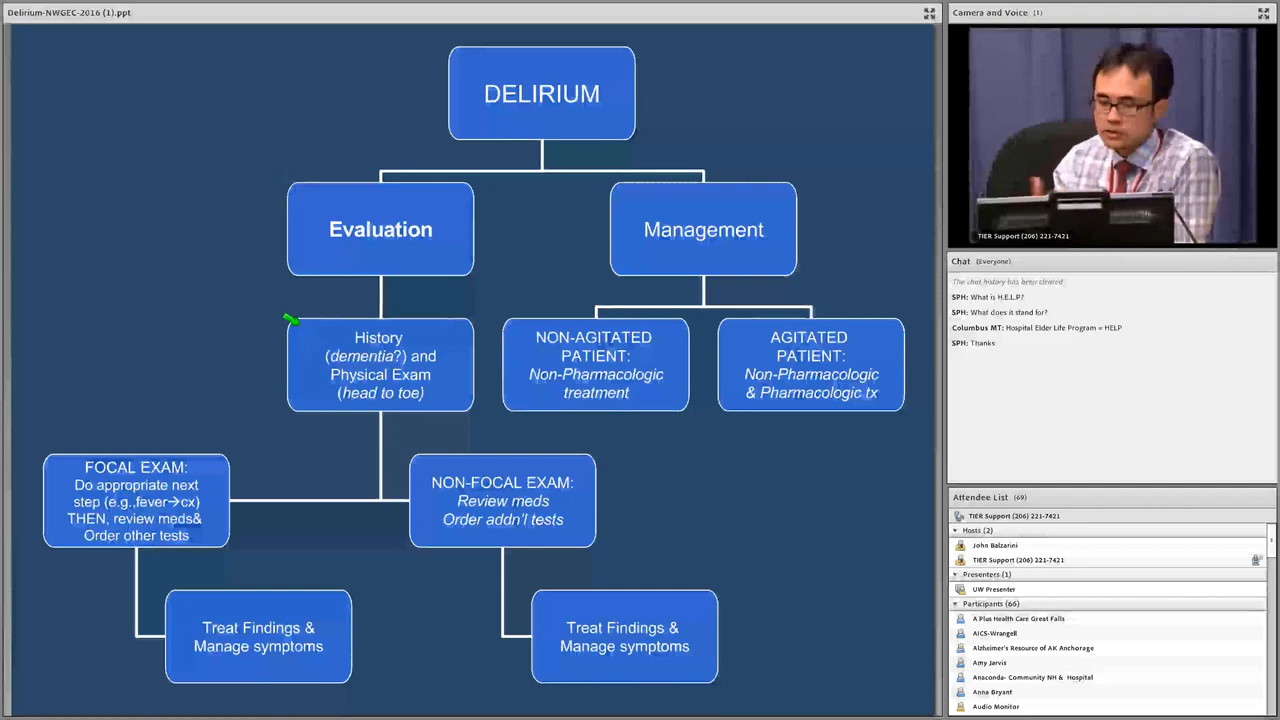 Delirium-NWGEC-2016 (1).ppt
DELIRIUM
Evaluation
Management
History
(dementia?) and
Physical Exam
(head to toe)
NON-AGITATED
PATIENT:
Non-Pharmacologic
treatment
AGITATED
PATIENT:
Non-Pharmacologic
& Pharmacologic tx
FOCAL EXAM:
Do appropriate next
step (e.g.,fever→cx)
THEN, review meds&
Order other tests
NON-FOCAL EXAM:
Review meds
Order addn'l tests
Treat Findings &
Manage symptoms
Treat Findings &
Manage symptoms
Camera and Voice (1)
TIER Support (206) 221-7421
Chat (Everyone)
The chat history has been cleared
SPH: What is H.E.L.P?
SPH: What does it stand for?
Columbus MT: Hospital Elder Life Program = HELP
SPH: Thanks
Attendee List (69)
TIER Support (206) 221-7421
Hosts (2)
John Balzarini
TIER Support (206) 221-7421
Presenters (1)
UW Presenter
Participants (66)
A Plus Health Care Great Falls
AICS-Wrangell
Alzheimer's Resource of AK Anchorage
Amy Jarvis
Anaconda- Community NH & Hospital
Anna Bryant
Audio Monitor